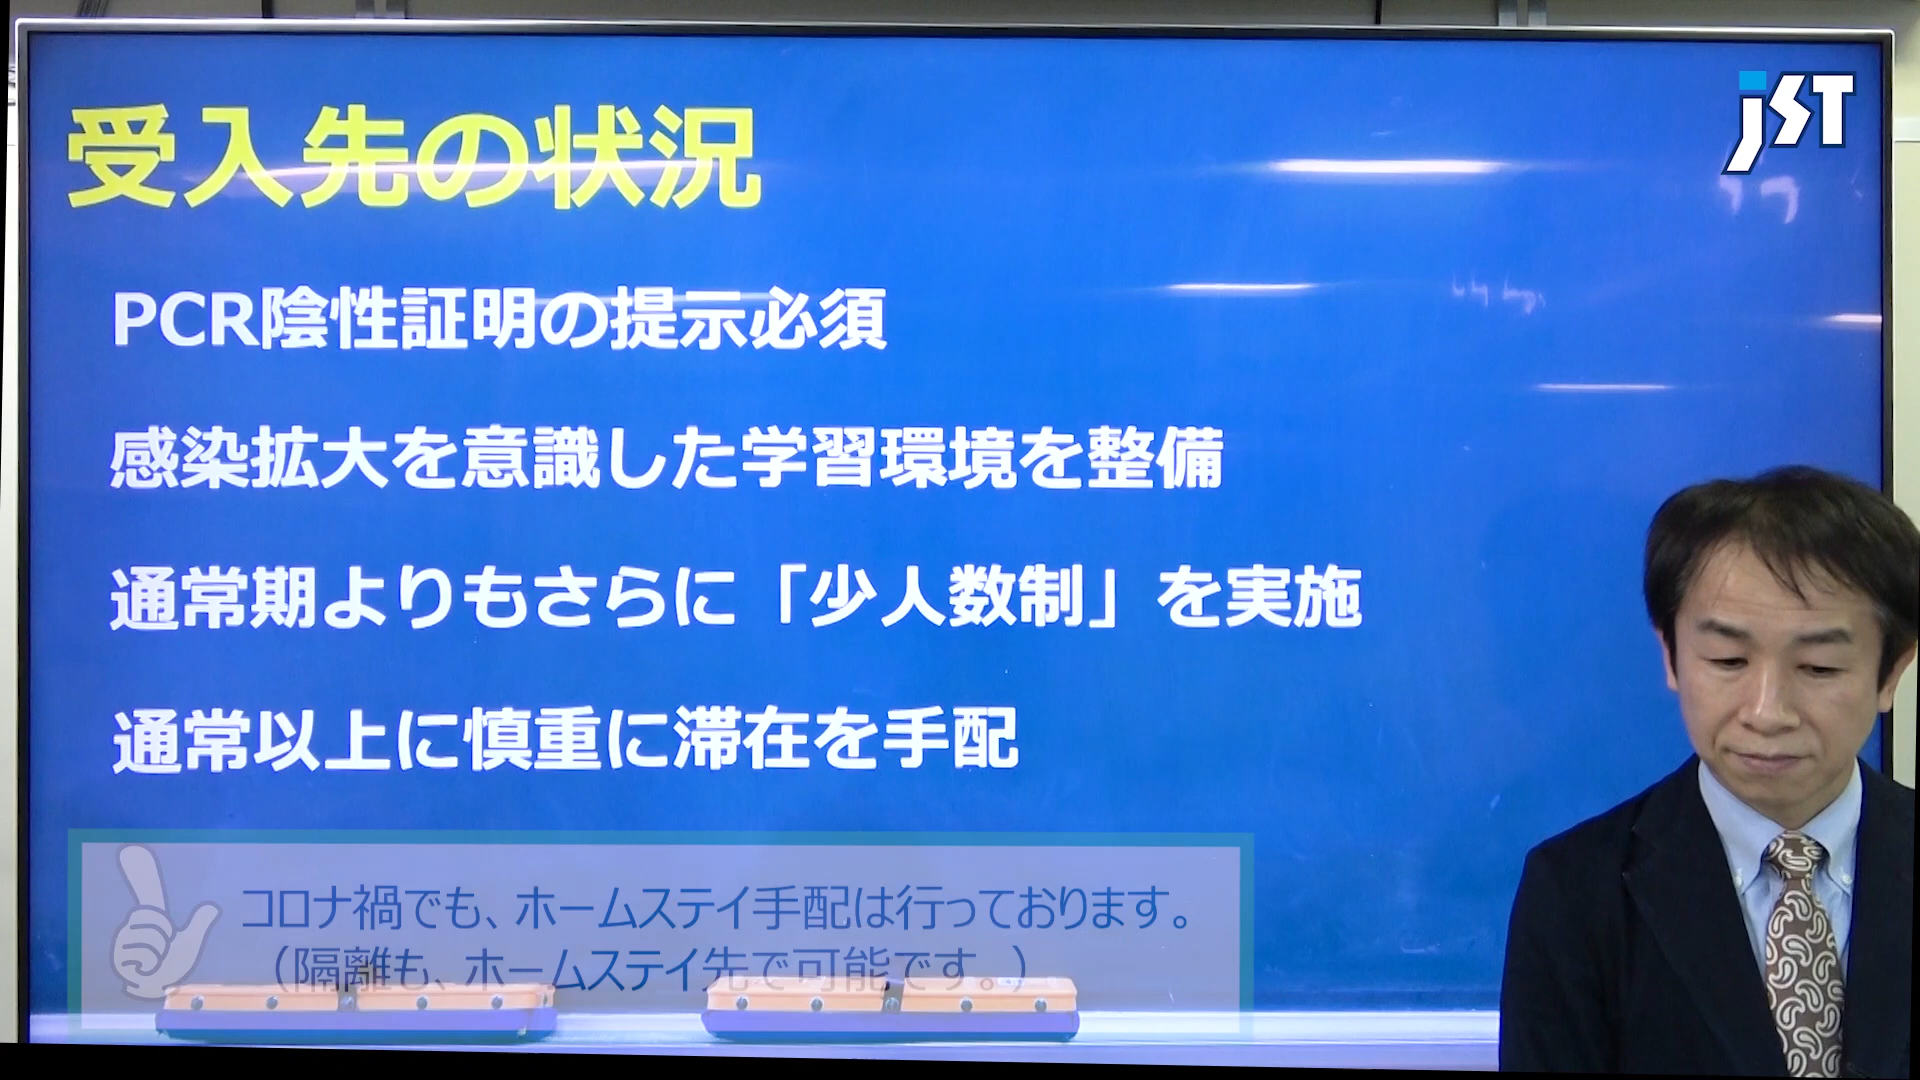 受入先の状況
jST
PCR陰性証明の提示必須
感染拡大を意識した学習環境を整備
通常期よりもさらに「少人数制」を実施
通常以上に慎重に滞在を手配
コロナ禍でも、ホームステイ手配は行っております。
（隔離も、ホームステイ先で可能です。）